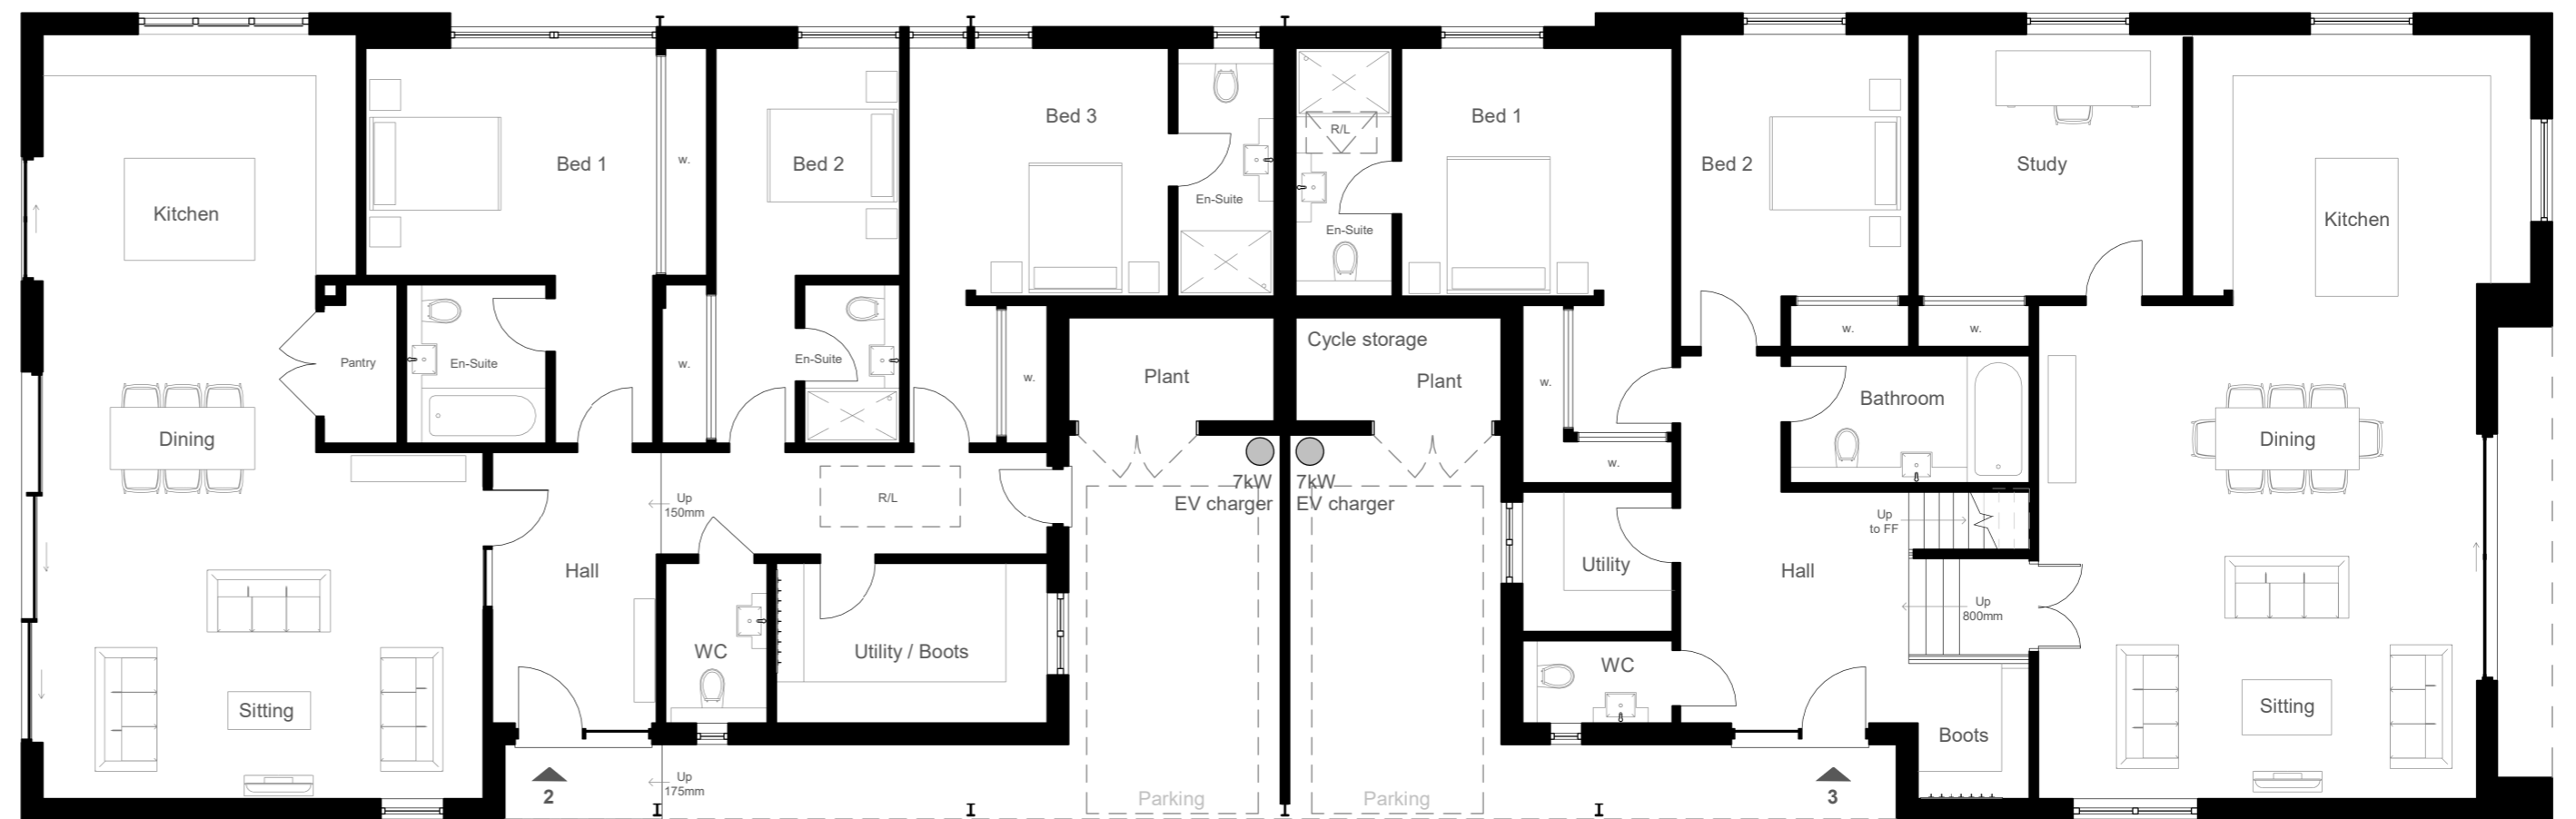 Kitchen
Bed 1
w.
Bed 2
Bed 3
En-Suite
R/L
En-Suite
Bed 1
Bed 2
Study
Kitchen
Pantry
En-Suite
w.
En-Suite
w.
Plant
Cycle storage
Plant
w.
w.
w.
w.
Bathroom
Dining
Dining
Up
150mm
R/L
7kW
EV charger
7kW
EV charger
Up
to FF
Hall
Utility
Hall
Up
800mm
WC
Utility / Boots
WC
Sitting
Sitting
Boots
Up
175mm
2
Parking
Parking
3